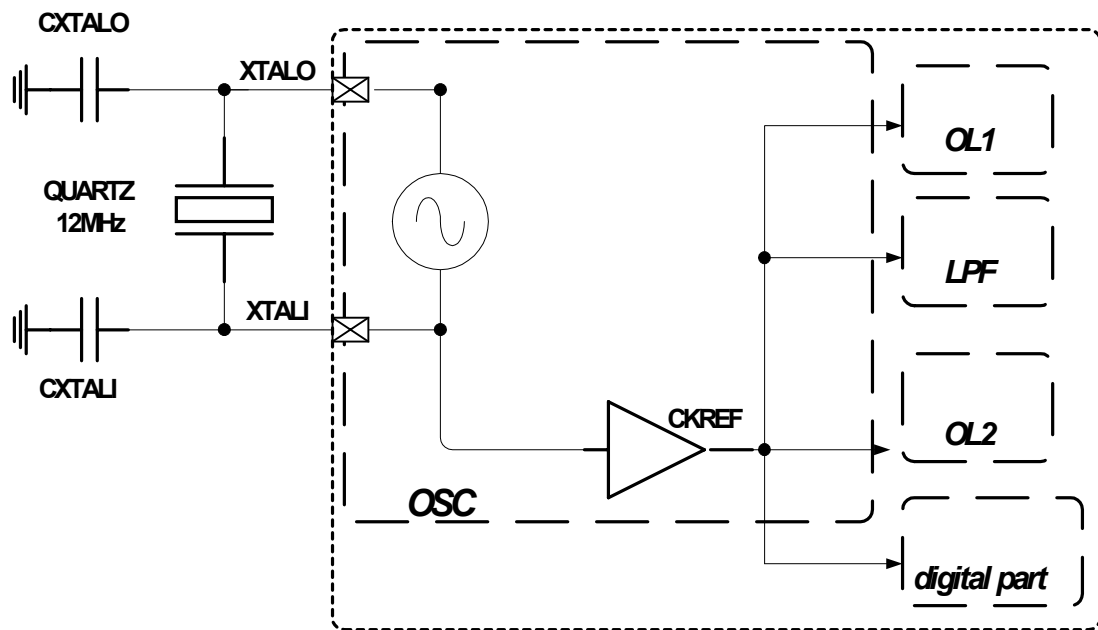 CXTALO
XTALO
OL1
QUARTZ
12MHz
LPF
XTALI
CXTALI
CKREF
OL2
OSC
digital part